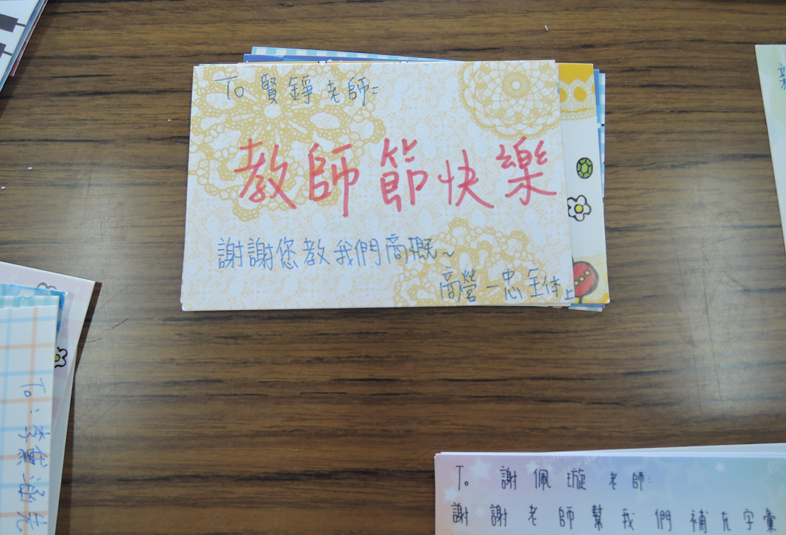 To 賢錚老師:
教師節快樂
謝謝您教我們商概~
商營一忠全体上
To 謝佩璇老師:
謝謝老師幫我們補充字彙
To: